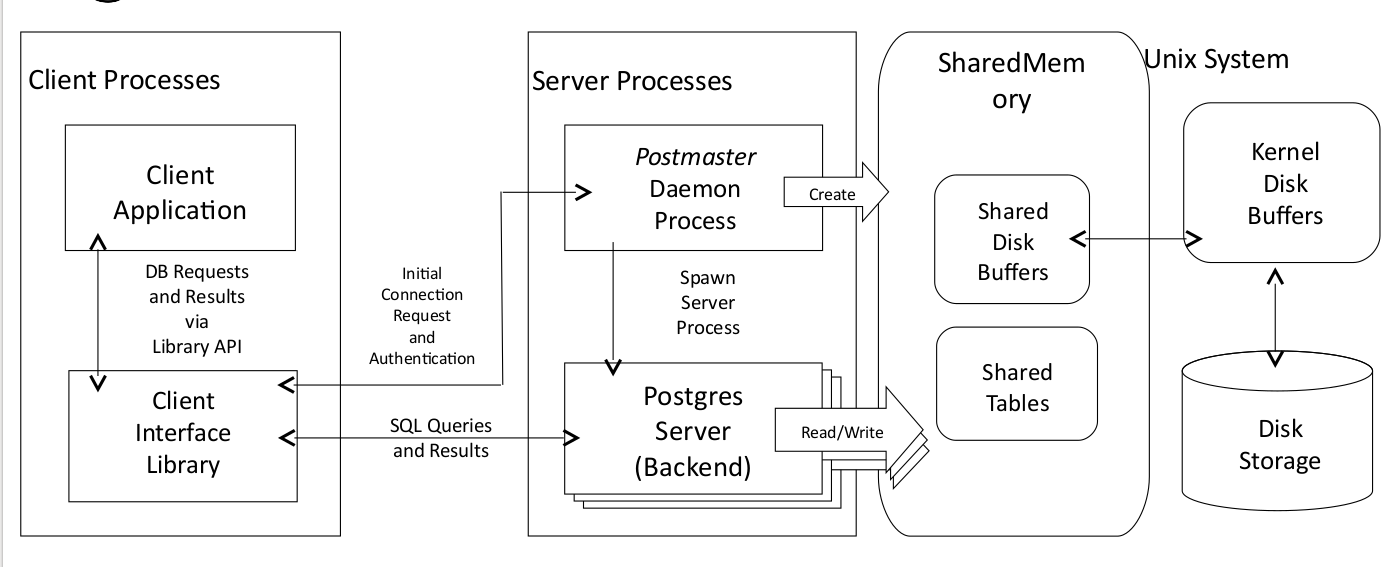 Client Processes
Client
Application
DB Requests
and Results
via
Library API
Client
Interface
Library
Initial
Connection
Request
and
Authentication
SQL Queries
and Results
Server Processes
Postmaster
Daemon
Process
Create
Spawn
Server
Process
Postgres
Server
(Backend)
Read/Write
SharedMem
ory
Shared
Disk
Buffers
Shared
Tables
Unix System
Kernel
Disk
Buffers
Disk
Storage